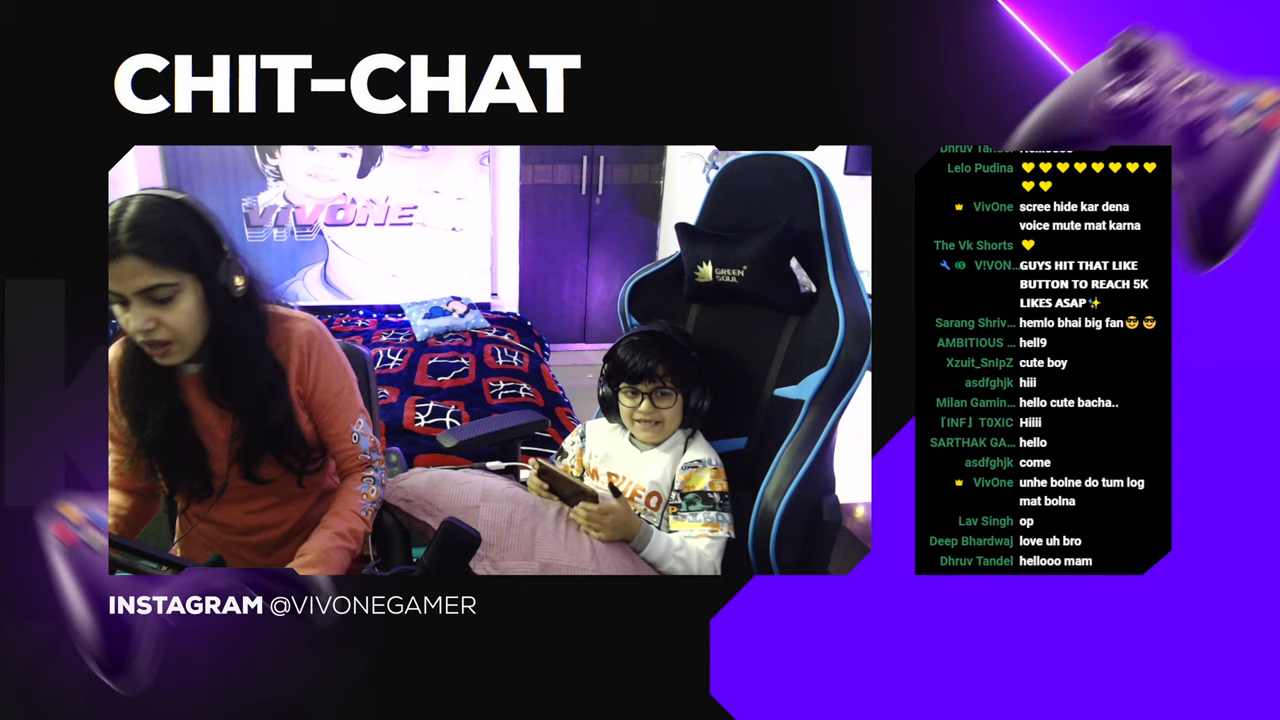 CHIT-CHAT
VIVONE
GREEN
SOUL
Lelo Pudina 💛💛💛💛💛💛💛💛
💛💛
VivOne scree hide kar dena
voice mute mat karna
The Vk Shorts 💛
V!VON... GUYS HIT THAT LIKE
BUTTON TO REACH 5K
LIKES ASAP✨
Sarang Shriv... hemlo bhai big fan😎😎
AMBITIOUS ... hell9
Xzuit_SnIpZ cute boy
asdfghjk hiii
Milan Gamin... hello cute bacha..
「INF」T0XIC Hiiii
SARTHAK GA... hello
asdfghjk come
VivOne unhe bolne do tum log
mat bolna
Lav Singh op
Deep Bhardwaj love uh bro
Dhruv Tandel hellooo mam
INSTAGRAM @VIVONEGAMER